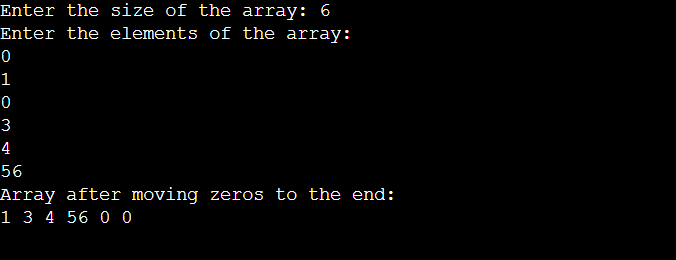 Enter the size of the array: 6
Enter the elements of the array:
0
1
0
3
4
56
Array after moving zeros to the end:
1 3 4 56 0 0